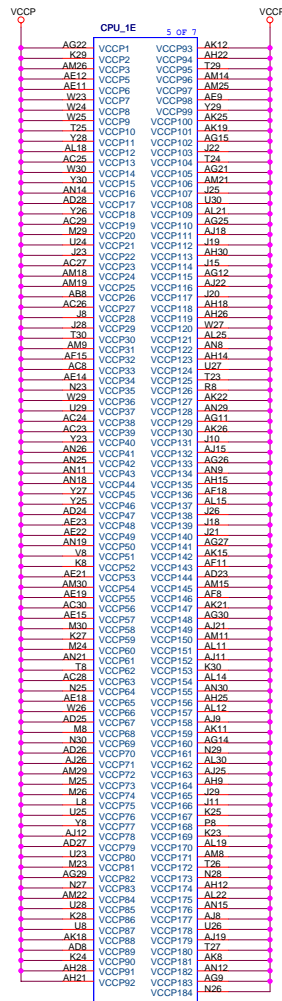 VCCP
VCCP
CPU_1E
5 OF 7
AG22
K29
AM26
AE12
AE11
W23
W24
W25
T25
Y28
AL18
AC25
W30
Y30
AN14
AD28
Y26
AC29
M29
U24
J23
AC27
AM18
AM19
AB8
AC26
J8
J28
T30
AM9
AF15
AC8
AE14
N23
W29
U29
AC24
AC23
Y23
AN26
AN25
AN11
AN18
Y27
Y25
AD24
AE23
AE22
AN19
V8
K8
AE21
AM30
AE19
AC30
AE15
M30
K27
M24
AN21
T8
AC28
N25
AE18
W26
AD25
M8
N30
AD26
AJ26
AM29
M25
M26
L8
U25
Y8
AJ12
AD27
U23
M23
AG29
N27
AM22
U28
K28
U8
AK18
AD8
K24
AH28
AH21
VCCP1
VCCP2
VCCP3
VCCP4
VCCP5
VCCP6
VCCP7
VCCP8
VCCP9
VCCP10
VCCP11
VCCP12
VCCP13
VCCP14
VCCP15
VCCP16
VCCP17
VCCP18
VCCP19
VCCP20
VCCP21
VCCP22
VCCP23
VCCP24
VCCP25
VCCP26
VCCP27
VCCP28
VCCP29
VCCP30
VCCP31
VCCP32
VCCP33
VCCP34
VCCP35
VCCP36
VCCP37
VCCP38
VCCP39
VCCP40
VCCP41
VCCP42
VCCP43
VCCP44
VCCP45
VCCP46
VCCP47
VCCP48
VCCP49
VCCP50
VCCP51
VCCP52
VCCP53
VCCP54
VCCP55
VCCP56
VCCP57
VCCP58
VCCP59
VCCP60
VCCP61
VCCP62
VCCP63
VCCP64
VCCP65
VCCP66
VCCP67
VCCP68
VCCP69
VCCP70
VCCP71
VCCP72
VCCP73
VCCP74
VCCP75
VCCP76
VCCP77
VCCP78
VCCP79
VCCP80
VCCP81
VCCP82
VCCP83
VCCP84
VCCP85
VCCP86
VCCP87
VCCP88
VCCP89
VCCP90
VCCP91
VCCP92
VCCP93
VCCP94
VCCP95
VCCP96
VCCP97
VCCP98
VCCP99
VCCP100
VCCP101
VCCP102
VCCP103
VCCP104
VCCP105
VCCP106
VCCP107
VCCP108
VCCP109
VCCP110
VCCP111
VCCP112
VCCP113
VCCP114
VCCP115
VCCP116
VCCP117
VCCP118
VCCP119
VCCP120
VCCP121
VCCP122
VCCP123
VCCP124
VCCP125
VCCP126
VCCP127
VCCP128
VCCP129
VCCP130
VCCP131
VCCP132
VCCP133
VCCP134
VCCP135
VCCP136
VCCP137
VCCP138
VCCP139
VCCP140
VCCP141
VCCP142
VCCP143
VCCP144
VCCP145
VCCP146
VCCP147
VCCP148
VCCP149
VCCP150
VCCP151
VCCP152
VCCP153
VCCP154
VCCP155
VCCP156
VCCP157
VCCP158
VCCP159
VCCP160
VCCP161
VCCP162
VCCP163
VCCP164
VCCP165
VCCP166
VCCP167
VCCP168
VCCP169
VCCP170
VCCP171
VCCP172
VCCP173
VCCP174
VCCP175
VCCP176
VCCP177
VCCP178
VCCP179
VCCP180
VCCP181
VCCP182
VCCP183
VCCP184
AK12
AH22
T29
AM14
AM25
AE9
Y29
AK25
AK19
AG15
J22
T24
AG21
AM21
J25
U30
AL21
AG25
AJ18
J19
AH30
J15
AG12
AJ22
J20
AH18
AH26
W27
AL25
AN8
AH14
U27
T23
R8
AK22
AN29
AG11
AK26
J10
AJ15
AG26
AN9
AH15
AF18
AL15
J26
J18
J21
AG27
AK15
AF11
AD23
AM15
AF8
AK21
AG30
AJ21
AM11
AL11
AJ11
K30
AL14
AN30
AH25
AL12
AJ9
AK11
AG14
N29
AL30
AJ25
AH9
J29
J11
K25
P8
K23
AL19
AM8
T26
N28
AH12
AL22
AN15
AJ8
U26
AJ19
T27
AK8
AN12
AG9
N26